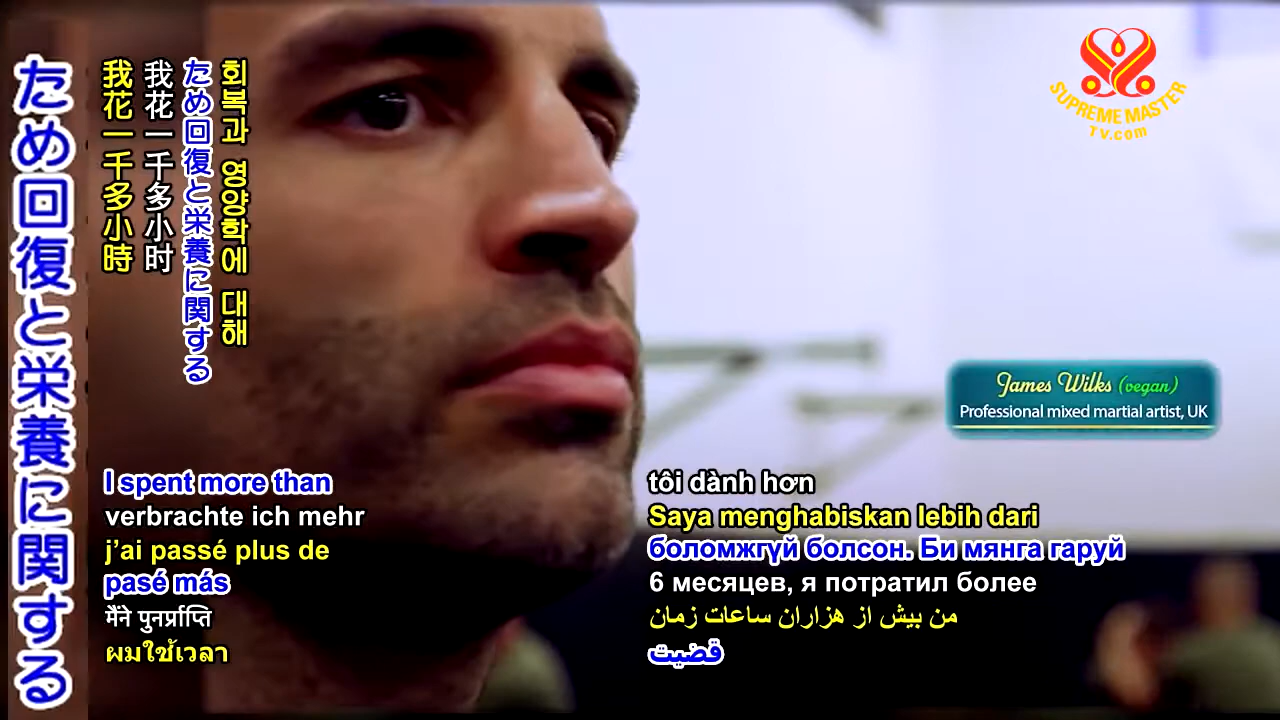 ため回復と栄養に関する
我花一千多小時
我花一千多小时
ため回復と栄養に関する
회복과 영양학에 대해
SUPREME MASTER
TV.com
James Wilks (vegan)
Professional mixed martial artist, UK
I spent more than
verbrachte ich mehr
j’ai passé plus de
pasé más
मैंने पुनर्प्राप्ति
ผมใช้เวลา
tôi dành hơn
Saya menghabiskan lebih dari
боломжгүй болсон. Би мянга гаруй
6 месяцев, я потратил более
من بیش از هزاران ساعات زمان
قضيت